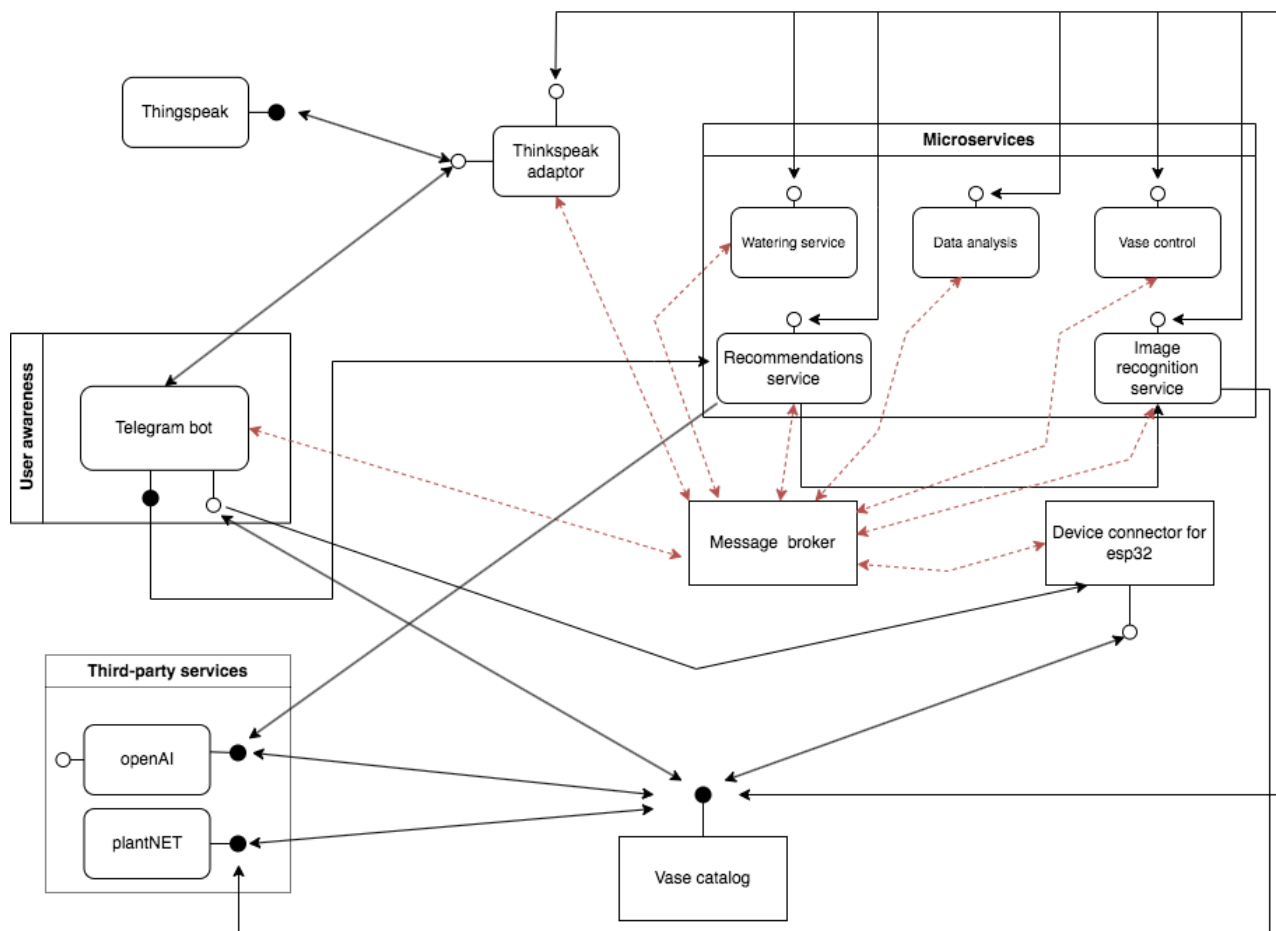 Thingspeak
Thinkspeak
adaptor
Microservices
Watering service
Data analysis
Vase control
Recommendations
service
Image
recognition
service
User awareness
Telegram bot
Message broker
Device connector for
esp32
Third-party services
openAI
plantNET
Vase catalog